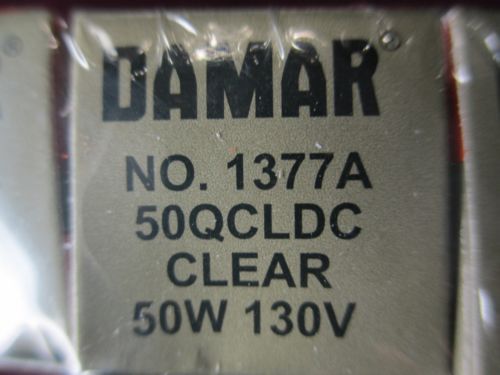 DAMAR®
NO. 1377A
50QCLDC
CLEAR
50W 130V